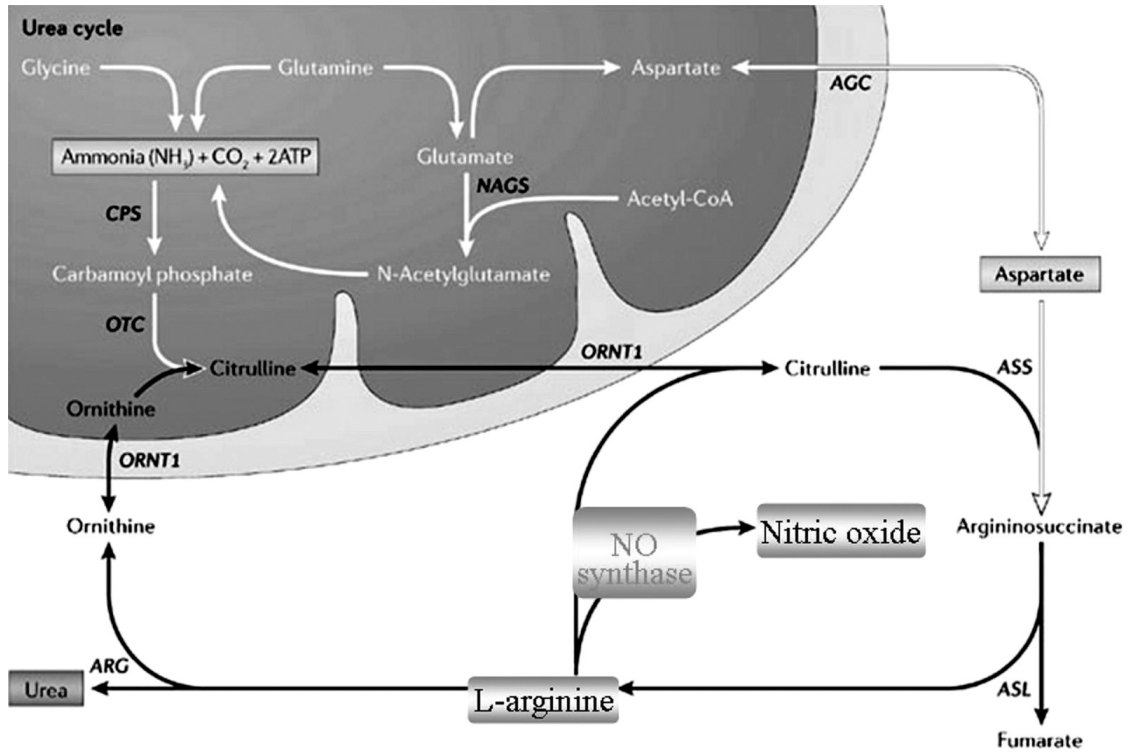 Urea cycle
Glycine
Glutamine
Aspartate
AGC
Ammonia (NH₃) + CO₂ + 2ATP
Glutamate
NAGS
Acetyl-CoA
CPS
Carbamoyl phosphate
N-Acetylglutamate
Aspartate
OTC
Citrulline
ORNT1
Citrulline
ASS
Ornithine
ORNT1
Ornithine
NO
synthase
Nitric oxide
Argininosuccinate
ARG
Urea
L-arginine
ASL
Fumarate